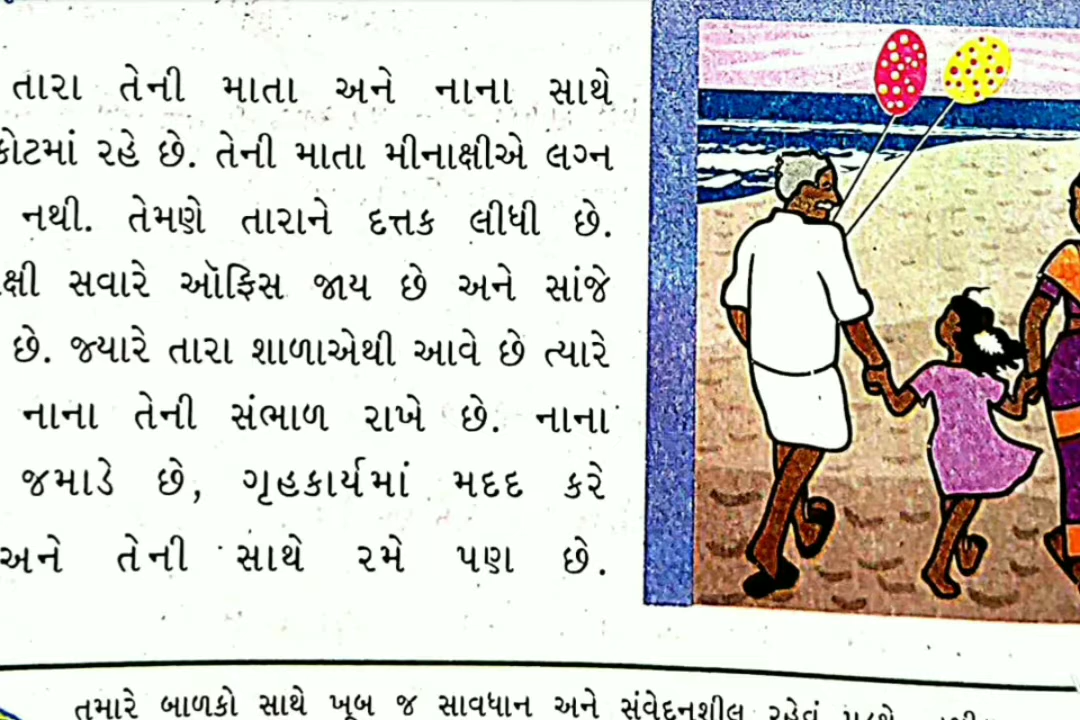 તારા તેની માતા અને નાના સાથે
રહે છે. તેની માતા મીનાક્ષીએ લગ્ન
નથી. તેમણે તારાને દત્તક લીધી છે.
સવારે ઑફિસ જાય છે અને સાંજે
છે. જ્યારે તારા શાળાએથી આવે છે ત્યારે
નાના તેની સંભાળ રાખે છે. નાના
જમાડે છે, ગૃહકાર્યમાં મદદ કરે
અને તેની સાથે રમે પણ છે.
તમારે બાળકો સાથે ખૂબ જ સાવધાન અને સંવેદનશીલ રહેવું